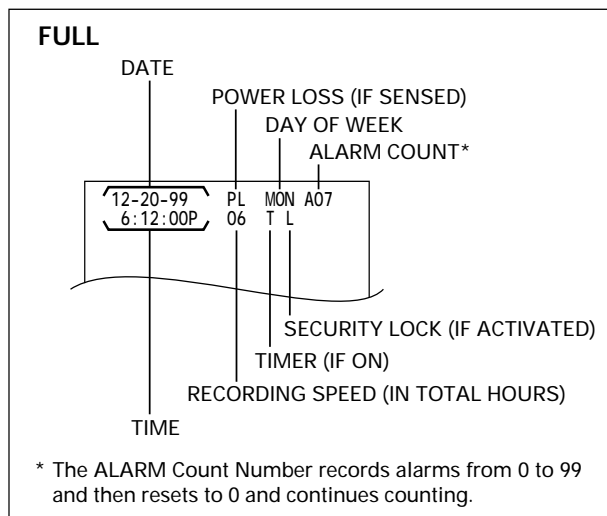 FULL
DATE
POWER LOSS (IF SENSED)
DAY OF WEEK
ALARM COUNT*
12-20-99 PL MON A07
6:12:00P 06 T L
SECURITY LOCK (IF ACTIVATED)
TIMER (IF ON)
RECORDING SPEED (IN TOTAL HOURS)
TIME
* The ALARM Count Number records alarms from 0 to 99
and then resets to 0 and continues counting.